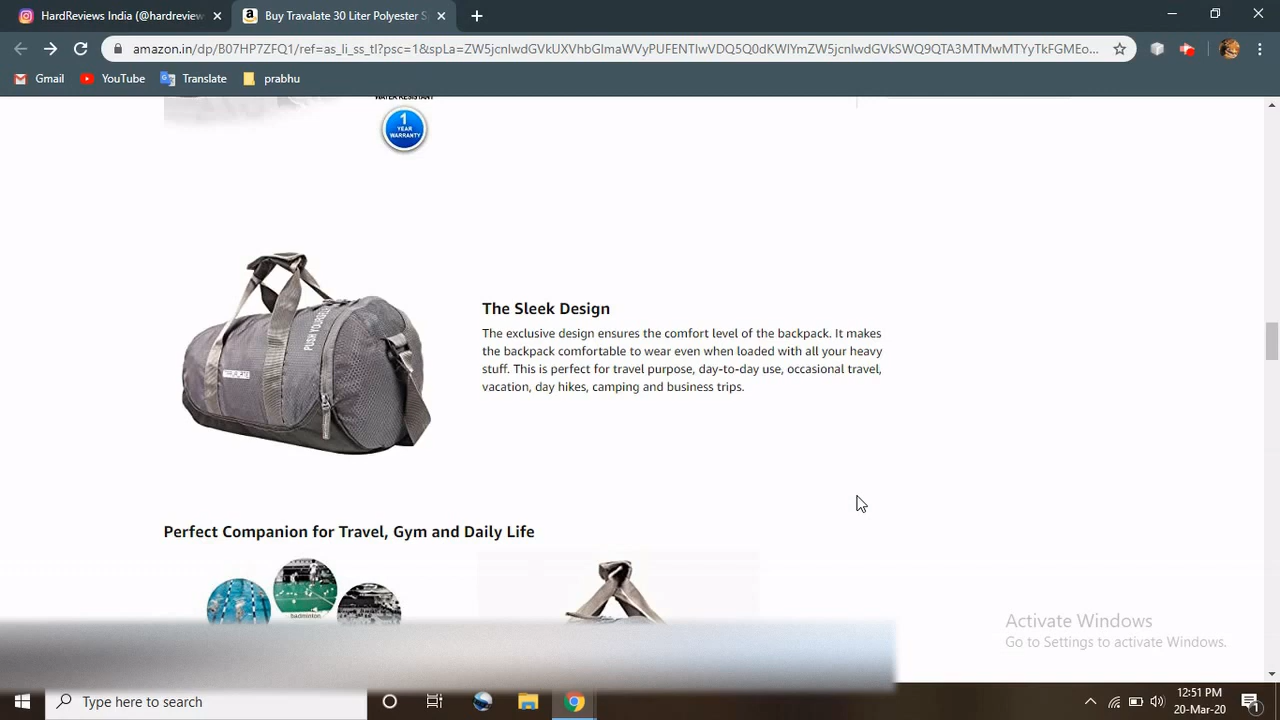 HardReviews India (@hardreview
Buy Travalate 30 Liter Polyester S
amazon.in/dp/B07HP7ZFQ1/ref=as_li_ss_tl?psc=1&spLa=
Gmail
YouTube
Translate
prabhu
WATER RESISTANT
1
YEAR
WARRANTY
PUSH YOURSELF
The Sleek Design
The exclusive design ensures the comfort level of the backpack. It makes
the backpack comfortable to wear even when loaded with all your heavy
stuff. This is perfect for travel purpose, day-to-day use, occasional travel,
vacation, day hikes, camping and business trips.
Perfect Companion for Travel, Gym and Daily Life
badminton
Activate Windows
Go to Settings to activate Windows.
Type here to search
12:51 PM
20-Mar-20
1